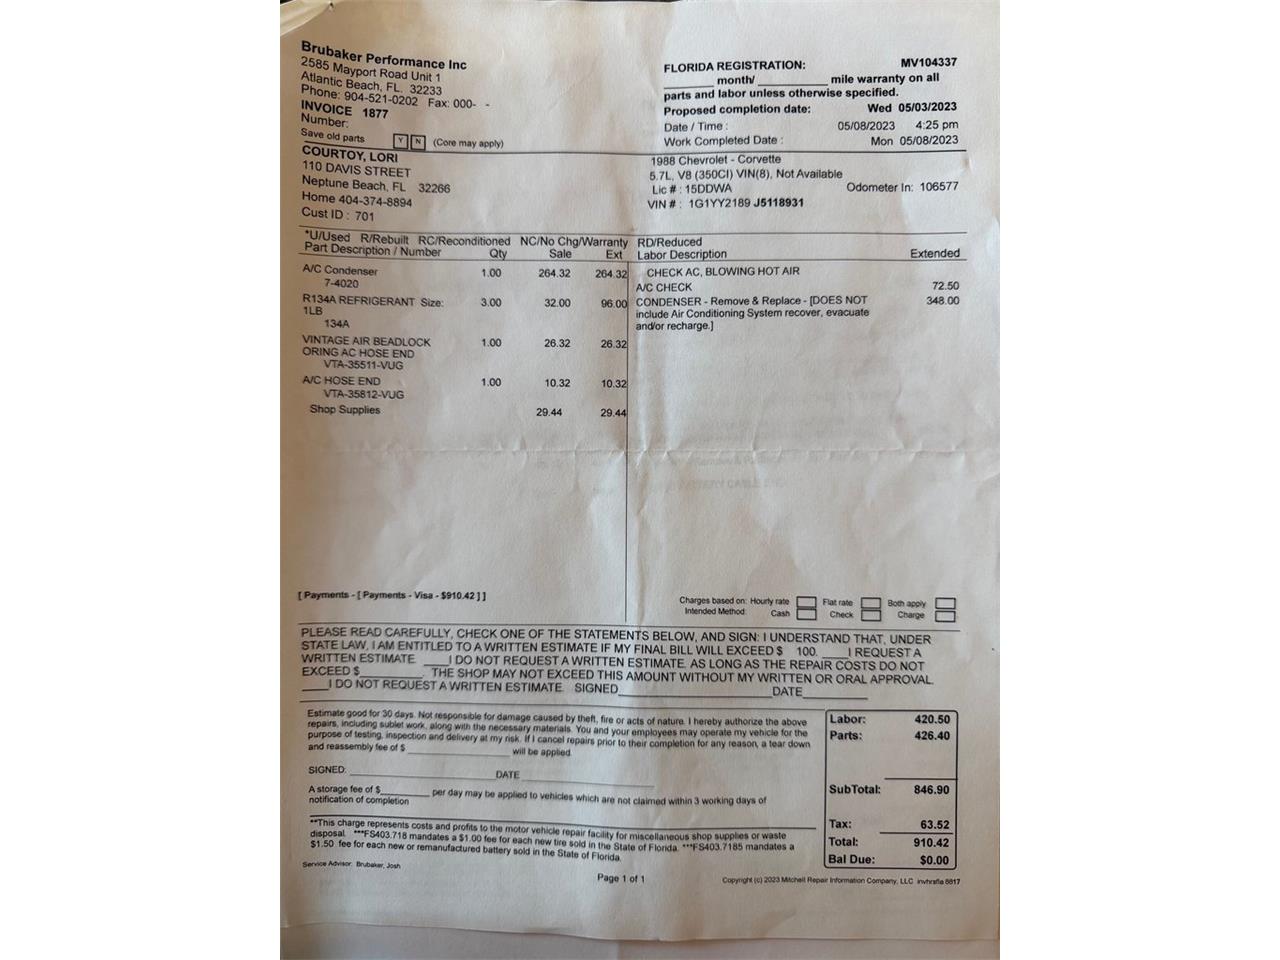 Brubaker Performance Inc
2585 Mayport Road Unit 1
Atlantic Beach, FL. 32233
Phone: 904-521-0202 Fax: 000- -
INVOICE 1877
Number:
Save old parts Y N (Core may apply)
FLORIDA REGISTRATION: MV104337
______ month/ ________ mile warranty on all
parts and labor unless otherwise specified.
Proposed completion date: Wed 05/03/2023
Date / Time : 05/08/2023 4:25 pm
Work Completed Date : Mon 05/08/2023
COURTOY, LORI
110 DAVIS STREET
Neptune Beach, FL 32266
Home 404-374-8894
Cust ID : 701
1988 Chevrolet - Corvette
5.7L, V8 (350CI) VIN(8), Not Available
Lic # : 15DDWA Odometer In: 106577
VIN # : 1G1YY2189 J5118931
*U/Used R/Rebuilt RC/Reconditioned NC/No Chg/Warranty RD/Reduced
Part Description / Number Qty Sale Ext Labor Description Extended
A/C Condenser 1.00 264.32 264.32
7-4020
R134A REFRIGERANT Size: 3.00 32.00 96.00
1LB
134A
VINTAGE AIR BEADLOCK 1.00 26.32 26.32
ORING AC HOSE END
VTA-35511-VUG
A/C HOSE END 1.00 10.32 10.32
VTA-35812-VUG
Shop Supplies 29.44 29.44
CHECK AC, BLOWING HOT AIR
A/C CHECK 72.50
CONDENSER - Remove & Replace - [DOES NOT 348.00
include Air Conditioning System recover, evacuate
and/or recharge.]
[ Payments - [ Payments - Visa - $910.42 ] ]
Charges based on: Hourly rate Flat rate Both apply
Intended Method: Cash Check Charge
PLEASE READ CAREFULLY, CHECK ONE OF THE STATEMENTS BELOW, AND SIGN: I UNDERSTAND THAT, UNDER
STATE LAW, I AM ENTITLED TO A WRITTEN ESTIMATE IF MY FINAL BILL WILL EXCEED $ 100. ____I REQUEST A
WRITTEN ESTIMATE ____I DO NOT REQUEST A WRITTEN ESTIMATE AS LONG AS THE REPAIR COSTS DO NOT
EXCEED $_________ THE SHOP MAY NOT EXCEED THIS AMOUNT WITHOUT MY WRITTEN OR ORAL APPROVAL.
____I DO NOT REQUEST A WRITTEN ESTIMATE SIGNED____________________DATE________
Estimate good for 30 days. Not responsible for damage caused by theft, fire or acts of nature. I hereby authorize the above
repairs, including sublet work, along with the necessary materials. You and your employees may operate my vehicle for the
purpose of testing, inspection and delivery at my risk. If I cancel repairs prior to their completion for any reason, a tear down
and reassembly fee of $ ________________ will be applied.
SIGNED: ____________________ DATE ________________
A storage fee of $________ per day may be applied to vehicles which are not claimed within 3 working days of
notification of completion
**This charge represents costs and profits to the motor vehicle repair facility for miscellaneous shop supplies or waste
disposal. ***FS403.718 mandates a $1.00 fee for each new tire sold in the State of Florida. ***FS403.7185 mandates a
$1.50 fee for each new or remanufactured battery sold in the State of Florida.
Labor: 420.50
Parts: 426.40
SubTotal: 846.90
Tax: 63.52
Total: 910.42
Bal Due: $0.00
Service Advisor: Brubaker, Josh
Page 1 of 1
Copyright (c) 2023 Mitchell Repair Information Company, LLC invhrsfla 8817